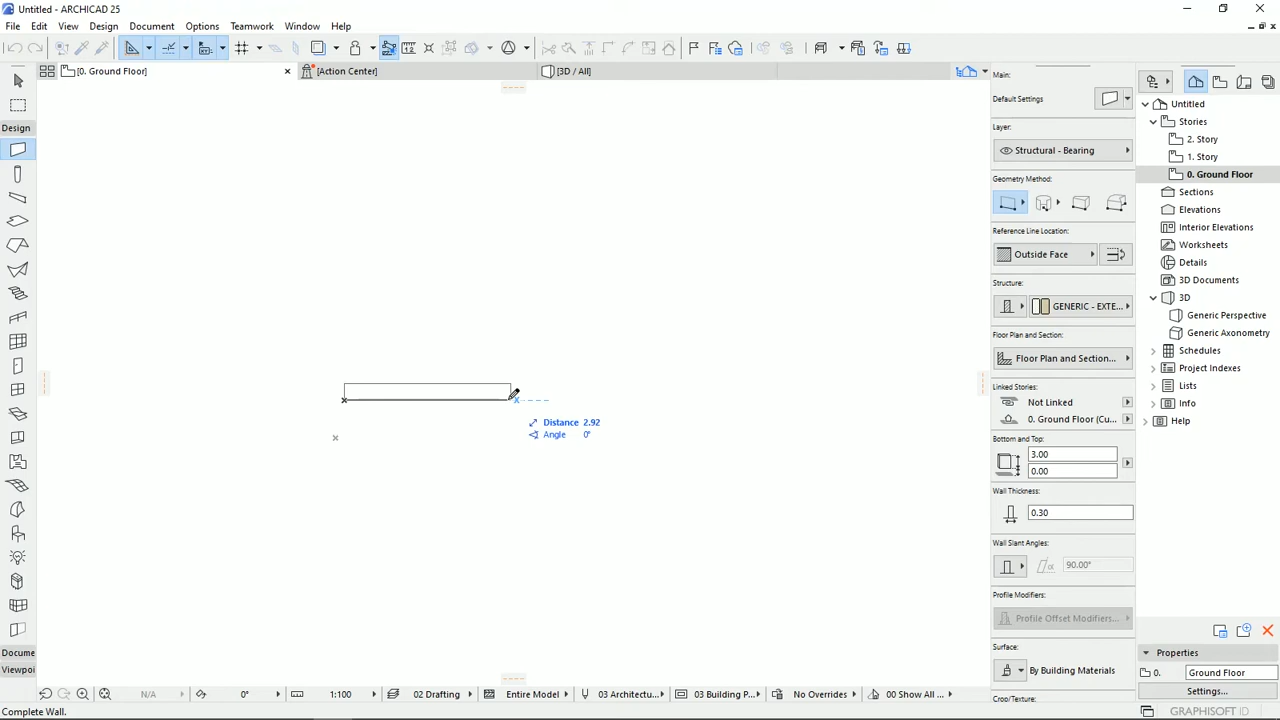 Untitled - ARCHICAD 25
File Edit View Design Document Options Teamwork Window Help
[0. Ground Floor]
[Action Center]
[3D / All]
Design
Docume
Viewpoi
Distance 2.92
Angle 0°
Main:
Default Settings
Layer:
Structural - Bearing
Geometry Method:
Reference Line Location:
Outside Face
Structure:
GENERIC - EXTE...
Floor Plan and Section:
Floor Plan and Section...
Linked Stories:
Not Linked
0. Ground Floor (Cu...
Bottom and Top:
3.00
0.00
Wall Thickness:
0.30
Wall Slant Angles:
α 90.00°
Profile Modifiers:
Profile Offset Modifiers...
Surface:
By Building Materials
Crop/Texture:
Untitled
Stories
2. Story
1. Story
0. Ground Floor
Sections
Elevations
Interior Elevations
Worksheets
Details
3D Documents
3D
Generic Perspective
Generic Axonometry
Schedules
Project Indexes
Lists
Info
Help
Properties
0. Ground Floor
Settings...
N/A 0° 1:100 02 Drafting Entire Model 03 Architectu... 03 Building P... No Overrides 00 Show All ...
Complete Wall.
GRAPHISOFT ID